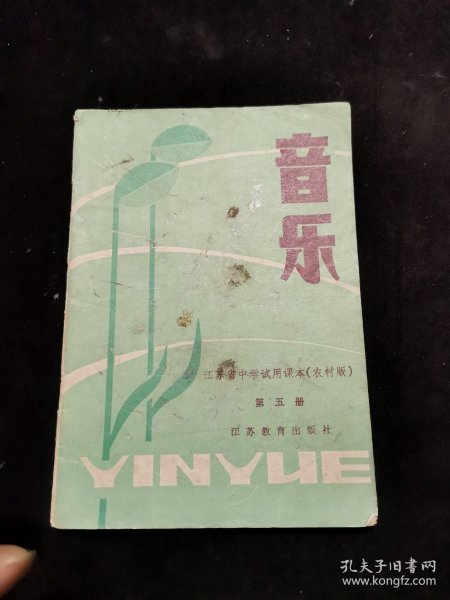 音乐
江苏省中学试用课本(农村版)
第五册
江苏教育出版社
YINYUE
孔夫子旧书网
www.kongfz.com